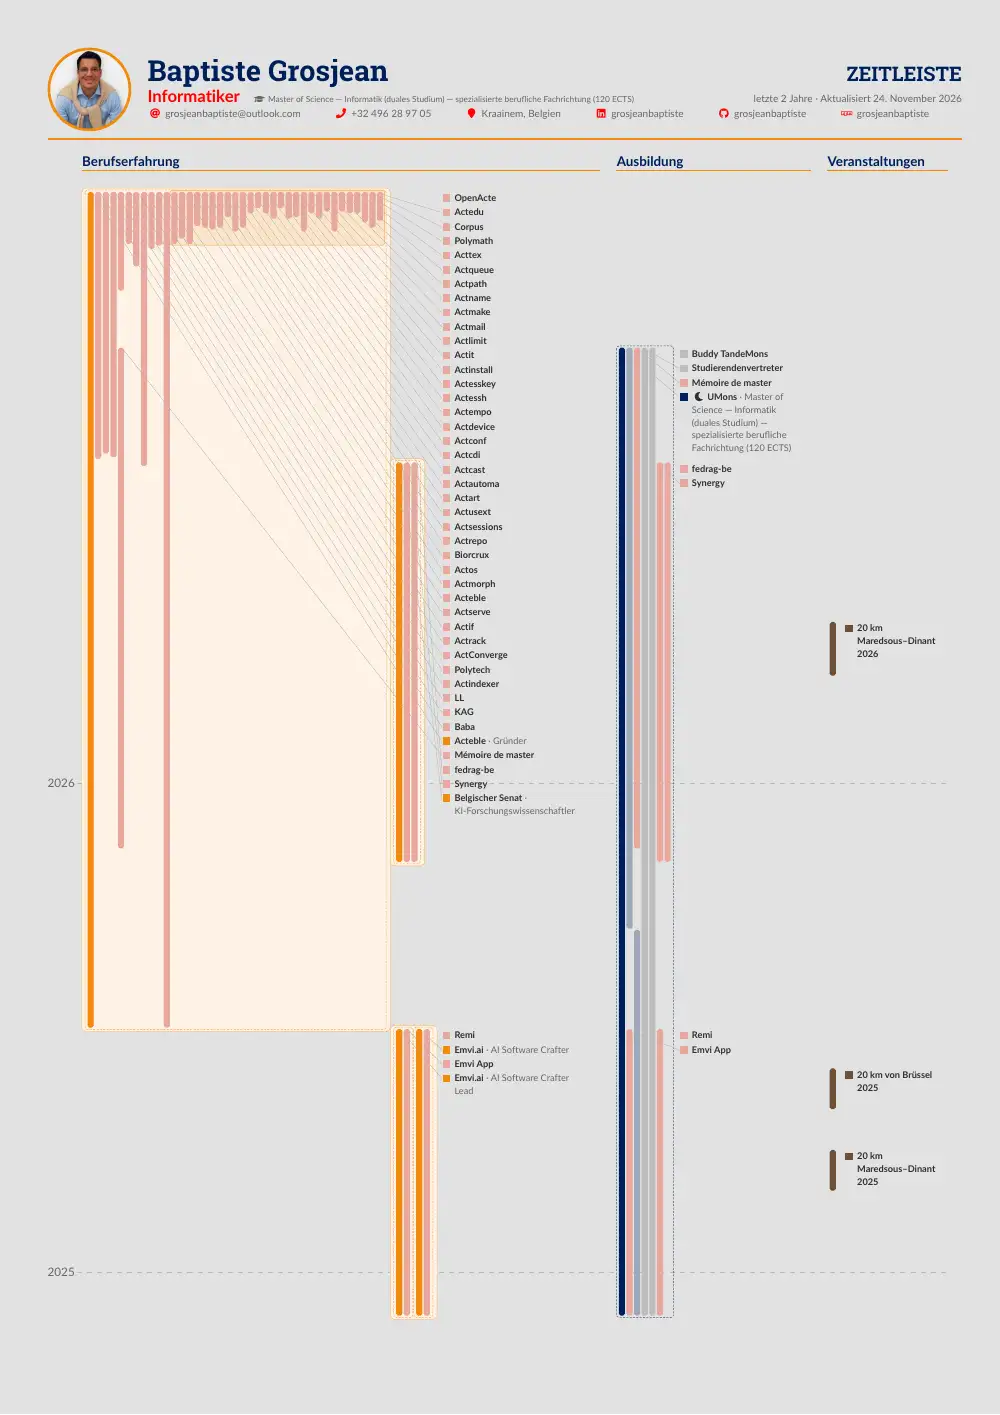 Baptiste Grosjean
ZEITLEISTE
Informatiker
Master of Science — Informatik (duales Studium) — spezialisierte berufliche Fachrichtung (120 ECTS)
letzte 2 Jahre · Aktualisiert 24. November 2026
grosjeanbaptiste@outlook.com
+32 496 28 97 05
Kraainem, Belgien
grosjeanbaptiste
grosjeanbaptiste
grosjeanbaptiste
Berufserfahrung
Ausbildung
Veranstaltungen
OpenActe
Actedu
Corpus
Polymath
Acttex
Actqueue
Actpath
Actname
Actmake
Actmail
Actlimit
Actit
Actinstall
Actesskey
Actessh
Actempo
Actdevice
Actconf
Actcdi
Actcast
Actautoma
Actart
Actusext
Actsessions
Actrepo
Biorcrux
Actos
Actmorph
Acteble
Actserve
Actif
Actrack
ActConverge
Polytech
Actindexer
LL
KAG
Baba
Acteble · Gründer
Mémoire de master
fedrag-be
Synergy
Belgischer Senat ·
KI-Forschungswissenschaftler
Buddy TandeMons
Studierendenvertreter
Mémoire de master
UMons · Master of
Science — Informatik
(duales Studium) —
spezialisierte berufliche
Fachrichtung (120 ECTS)
fedrag-be
Synergy
20 km
Maredsous–Dinant
2026
2026
Remi
Emvi.ai · AI Software Crafter
Emvi App
Emvi.ai · AI Software Crafter
Lead
Remi
Emvi App
20 km von Brüssel
2025
20 km
Maredsous–Dinant
2025
2025